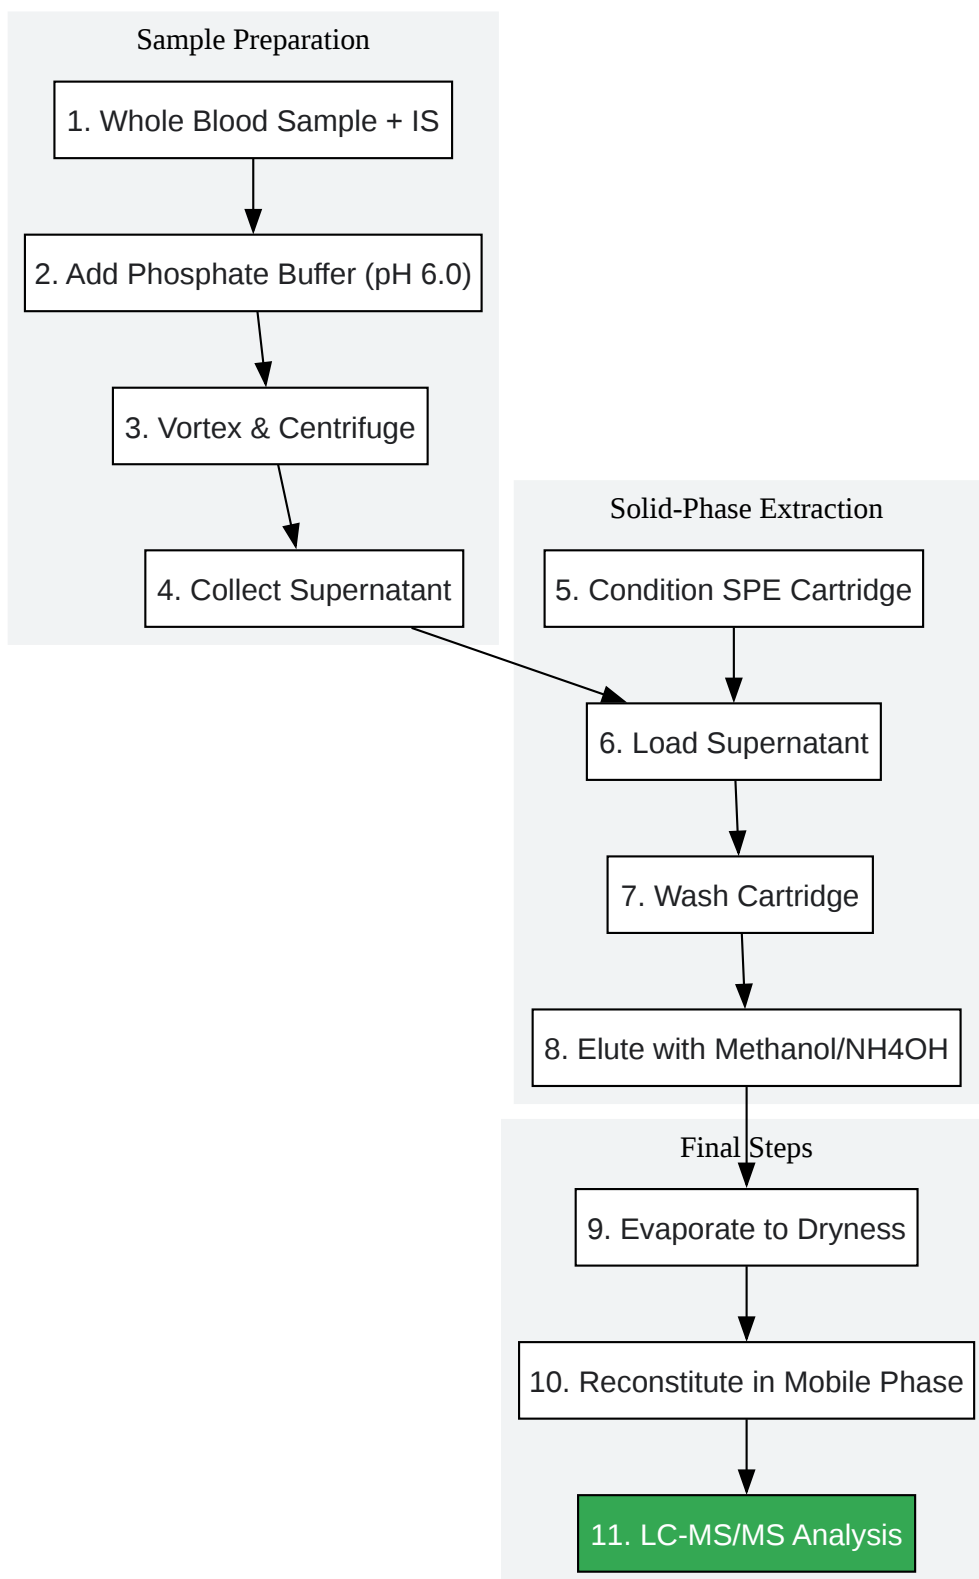 Sample Preparation
1. Whole Blood Sample + IS
2. Add Phosphate Buffer (pH 6.0)
3. Vortex & Centrifuge
4. Collect Supernatant
Solid-Phase Extraction
5. Condition SPE Cartridge
6. Load Supernatant
7. Wash Cartridge
8. Elute with Methanol/NH4OH
Final Steps
9. Evaporate to Dryness
10. Reconstitute in Mobile Phase
11. LC-MS/MS Analysis